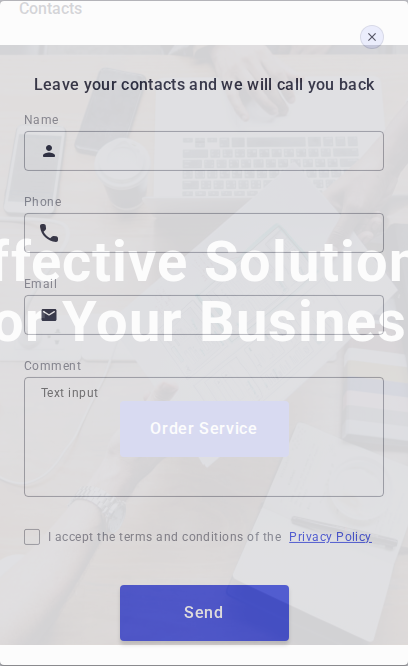 Contacts
Leave your contacts and we will call you back
Name
Phone
ffective Solution
Email
or Your Busines
Comment
Text input
Order Service
I accept the terms and conditions of the Privacy Policy
Send